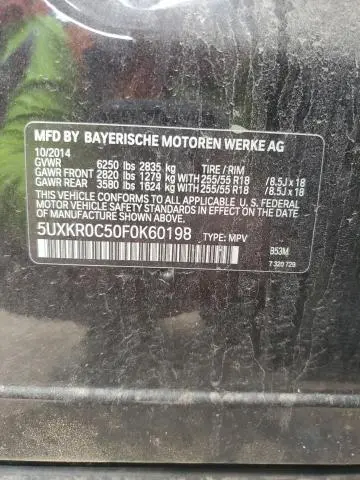 MFD BY BAYERISCHE MOTOREN WERKE AG
10/2014
GVWR 6250 lbs 2835 kg TIRE / RIM
GAWR FRONT 2820 lbs 1279 kg WITH 255/55 R18 /8.5J x 18
GAWR REAR 3580 lbs 1624 kg WITH 255/55 R18 /8.5J x 18
THIS VEHICLE CONFORMS TO ALL APPLICABLE U. S. FEDERAL
MOTOR VEHICLE SAFETY STANDARDS IN EFFECT ON THE
DATE OF MANUFACTURE SHOWN ABOVE.
5UXKR0C50F0K60198 TYPE: MPV
B53M
7 320 729